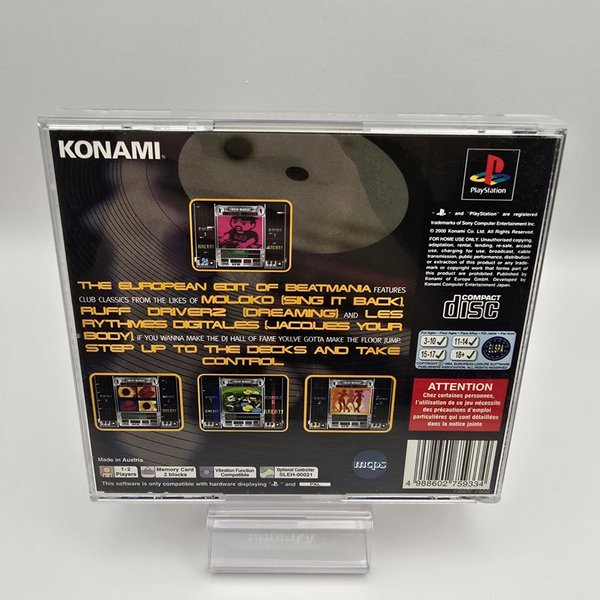 KONAMI
PlayStation
" and "PlayStation" are registered
trademarks of Sony Computer Entertainment Inc.
© 2000 Konami Co. Ltd. All Rights Reserved.
FOR HOME USE ONLY. Unauthorised copying,
adaptation, rental, lending, re-sale, arcade
use, charging for use, broadcast, cable
transmission, public performance, distribution
or extraction of this product or any trade-
mark or copyright work that forms part of
this product are prohibited. Published by
Konami of Europe GmbH. Developed by
Konami Computer Entertainment Japan.
THE EUROPEAN EDIT OF BEATMANIA FEATURES
CLUB CLASSICS FROM THE LIKES OF MOLOKO (SING IT BACK),
RUFF DRIVERZ (DREAMING) AND LES
RYTHMES DIGITALES (JACQUES YOUR
BODY). IF YOU WANNA MAKE THE DJ HALL OF FAME YOU'VE GOTTA MAKE THE FLOOR JUMP.
STEP UP TO THE DECKS AND TAKE
CONTROL.
COMPACT
disc
3-10
11-14
15-17
18+
ELSPA
ATTENTION
Chez certaines personnes,
l'utilisation de ce jeu nécessite
des précautions d'emploi
particulières qui sont détaillées
dans la notice jointe
Made in Austria
1-2
Players
Memory Card
2 blocks
Vibration Function
Compatible
Optional Controller
SLEH-00021
mcps
This software is only compatible with hardware displaying " " and PAL
4 988602 759334